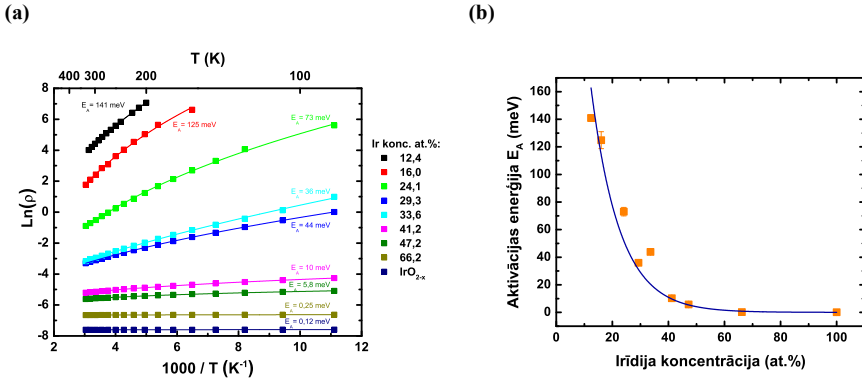 (a)
(b)
T (K)
400 300 200 100
8
6
4
2
0
-2
-4
-6
-8
Ln(ρ)
E_A = 141 meV
E_A = 125 meV
E_A = 73 meV
E_A = 36 meV
E_A = 44 meV
E_A = 10 meV
E_A = 5,8 meV
E_A = 0,25 meV
E_A = 0,12 meV
2 4 6 8 10 12
1000 / T (K⁻¹)
Ir konc. at.%:
12,4
16,0
24,1
29,3
33,6
41,2
47,2
66,2
IrO₂₋ₓ
Aktivācijas enerģija E_A (meV)
160
140
120
100
80
60
40
20
0
0 20 40 60 80 100
Irīdija koncentrācija (at.%)